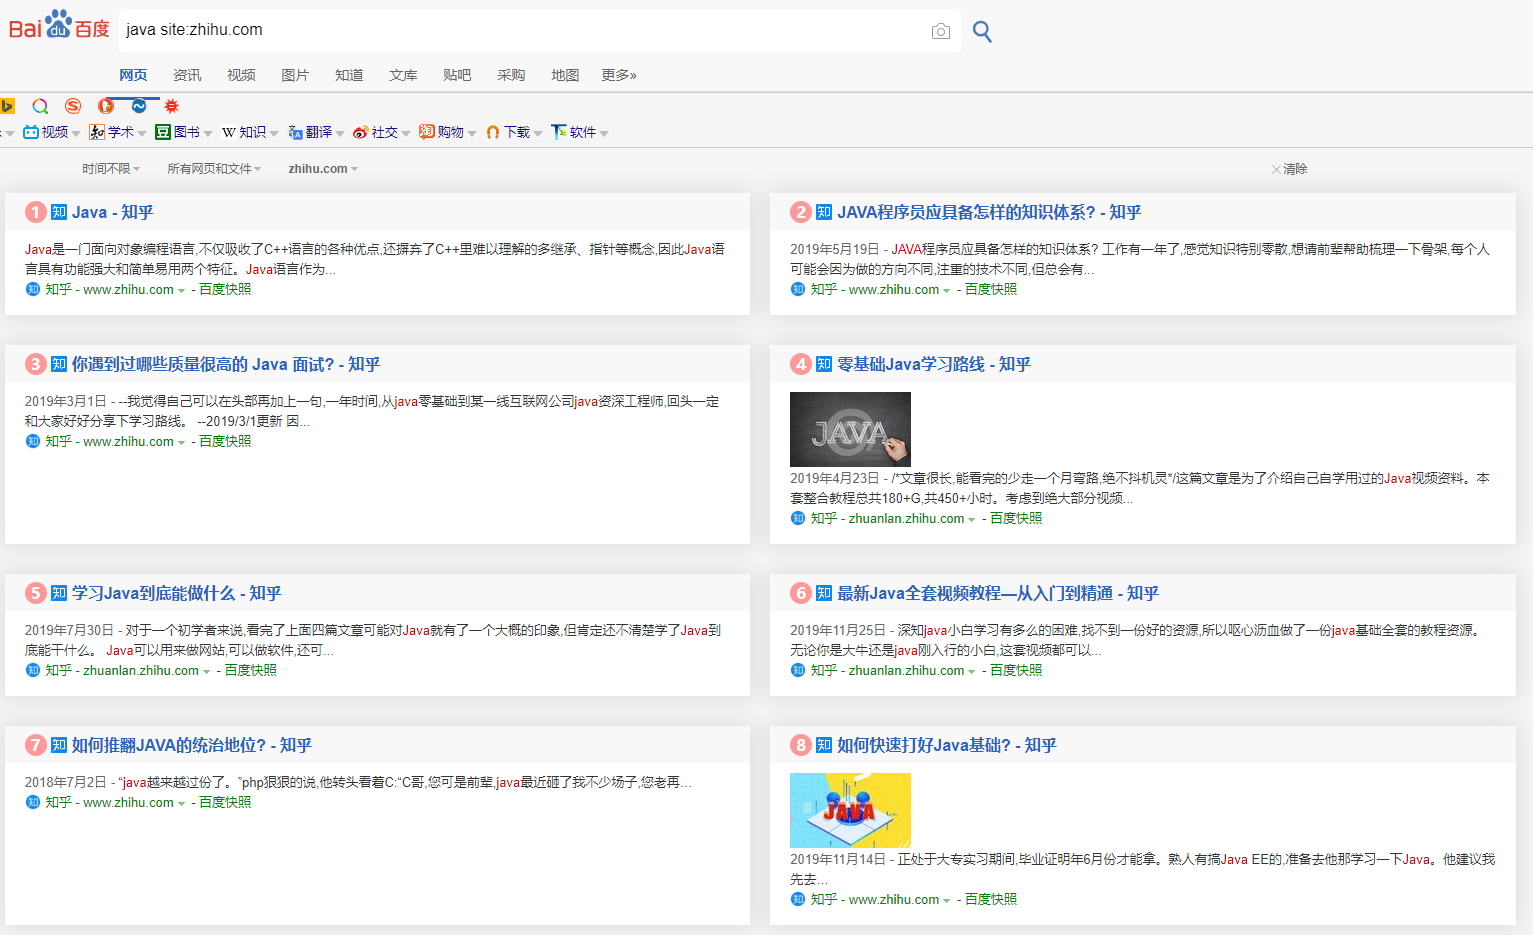 Bai du 百度
java site:zhihu.com
网页 资讯 视频 图片 知道 文库 贴吧 采购 地图 更多»
视频 学术 图书 知识 翻译 社交 购物 下载 软件
时间不限 所有网页和文件 zhihu.com 清除
1 知 Java - 知乎
Java是一门面向对象编程语言,不仅吸收了C++语言的各种优点,还摒弃了C++里难以理解的多继承、指针等概念,因此Java语
言具有功能强大和简单易用两个特征。Java语言作为...
知 知乎 - www.zhihu.com - 百度快照
2 知 JAVA程序员应具备怎样的知识体系? - 知乎
2019年5月19日 - JAVA程序员应具备怎样的知识体系? 工作有一年了,感觉知识特别零散,想请前辈帮助梳理一下骨架,每个人
可能会因为做的方向不同,注重的技术不同,但总会有...
知 知乎 - www.zhihu.com - 百度快照
3 知 你遇到过哪些质量很高的 Java 面试? - 知乎
2019年3月1日 - --我觉得自己可以在头部再加上一句,一年时间,从java零基础到某一线互联网公司java资深工程师,回头一定
和大家好好分享下学习路线。 --2019/3/1更新 因...
知 知乎 - www.zhihu.com - 百度快照
4 知 零基础Java学习路线 - 知乎
JAVA
2019年4月23日 - /*文章很长,能看完的少走一个月弯路,绝不抖机灵*/这篇文章是为了介绍自己自学用过的Java视频资料。本
套整合教程总共180+G,共450+小时。考虑到绝大部分视频...
知 知乎 - zhuanlan.zhihu.com - 百度快照
5 知 学习Java到底能做什么 - 知乎
2019年7月30日 - 对于一个初学者来说,看完了上面四篇文章可能对Java就有了一个大概的印象,但肯定还不清楚学了Java到
底能干什么。 Java可以用来做网站,可以做软件,还可...
知 知乎 - zhuanlan.zhihu.com - 百度快照
6 知 最新Java全套视频教程—从入门到精通 - 知乎
2019年11月25日 - 深知java小白学习有多么的困难,找不到一份好的资源,所以呕心沥血做了一份java基础全套的教程资源。
无论你是大牛还是java刚入行的小白,这套视频都可以...
知 知乎 - zhuanlan.zhihu.com - 百度快照
7 知 如何推翻JAVA的统治地位? - 知乎
2018年7月2日 - “java越来越过份了。”php狠狠的说,他转头看着C:“C哥,您可是前辈,java最近砸了我不少场子,您老再...
知 知乎 - www.zhihu.com - 百度快照
8 知 如何快速打好Java基础? - 知乎
JAVA
2019年11月14日 - 正处于大专实习期间,毕业证明年6月份才能拿。熟人有搞Java EE的,准备去他那学习一下Java。他建议我
先去...
知 知乎 - www.zhihu.com - 百度快照